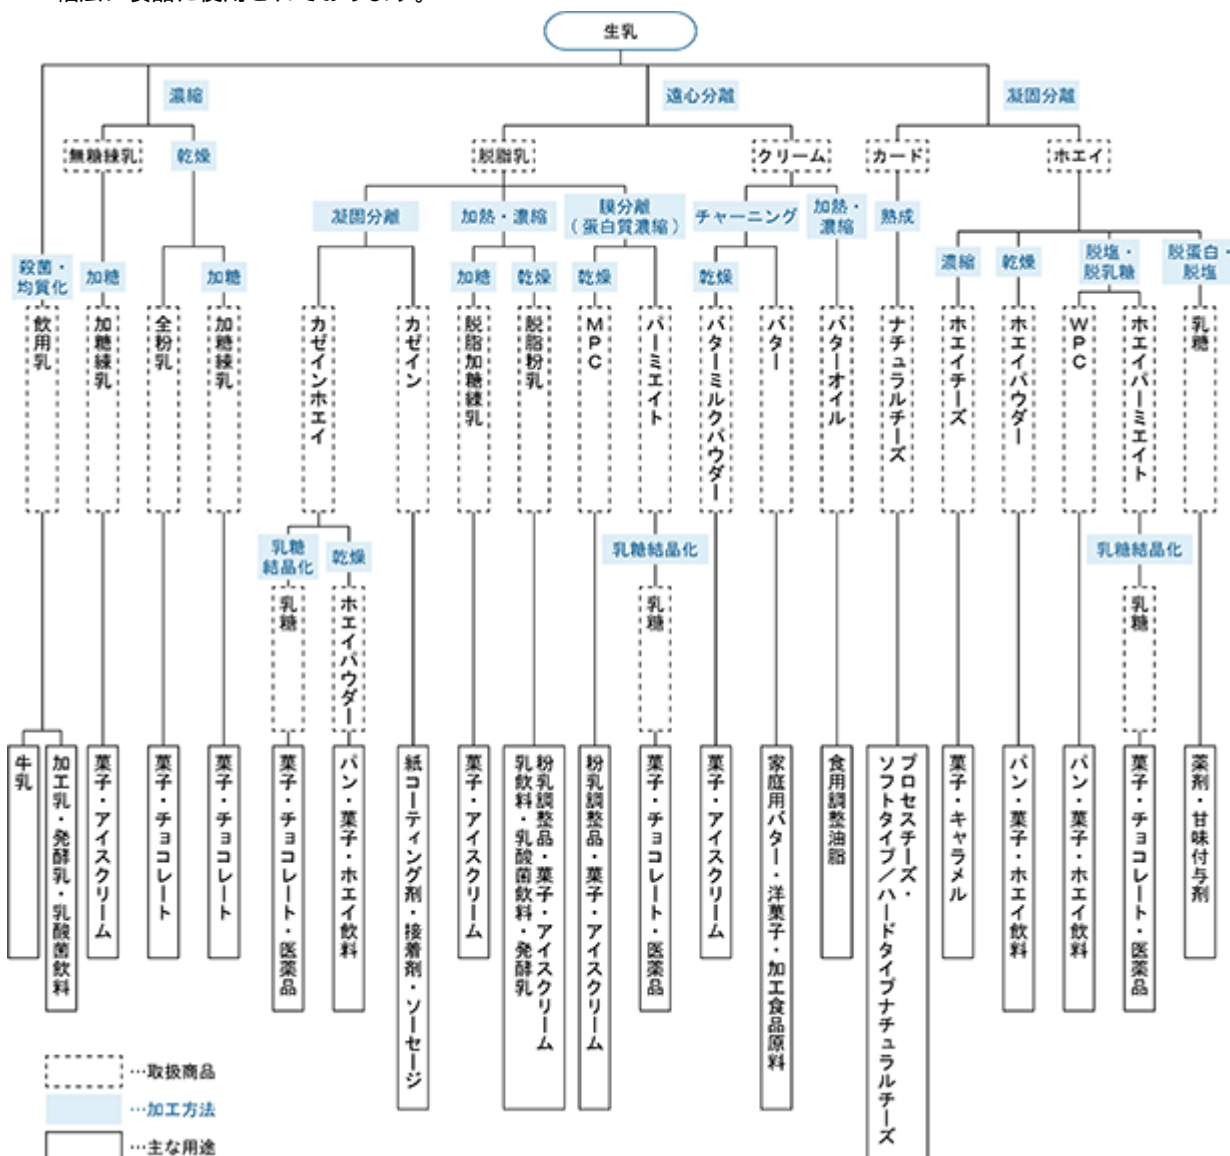 生乳
濃縮
遠心分離
凝固分離
無糖練乳
乾燥
脱脂乳
クリーム
カード
ホエイ
凝固分離
加熱・濃縮
膜分離
(蛋白質濃縮)
チャーニング
加熱・
濃縮
熟成
殺菌・
均質化
加糖
加糖
加糖
乾燥
乾燥
乾燥
濃縮
乾燥
脱塩・
脱乳糖
脱蛋白・
脱塩
飲用乳
加糖練乳
全粉乳
加糖練乳
カゼインホエイ
カゼイン
脱脂加糖練乳
脱脂粉乳
MPC
パーミエイト
バターミルクパウダー
バター
バターオイル
ナチュラルチーズ
ホエイチーズ
ホエイパウダー
WPC
ホエイパーミエイト
乳糖
乳糖
結晶化
乾燥
乳糖結晶化
乳糖結晶化
乳糖
ホエイパウダー
乳糖
乳糖
牛乳
加工乳・発酵乳・乳酸菌飲料
菓子・アイスクリーム
菓子・チョコレート
菓子・チョコレート
菓子・チョコレート・医薬品
パン・菓子・ホエイ飲料
紙コーティング剤・接着剤・ソーセージ
菓子・アイスクリーム
粉乳調整品・菓子・アイスクリーム
乳飲料・乳酸菌飲料・発酵乳
粉乳調整品・菓子・アイスクリーム
菓子・チョコレート・医薬品
菓子・アイスクリーム
家庭用バター・洋菓子・加工食品原料
食用調整油脂
プロセスチーズ・
ソフトタイプ/ハードタイプナチュラルチーズ
菓子・キャラメル
パン・菓子・ホエイ飲料
パン・菓子・ホエイ飲料
菓子・チョコレート・医薬品
薬剤・甘味付与剤
…取扱商品
…加工方法
…主な用途